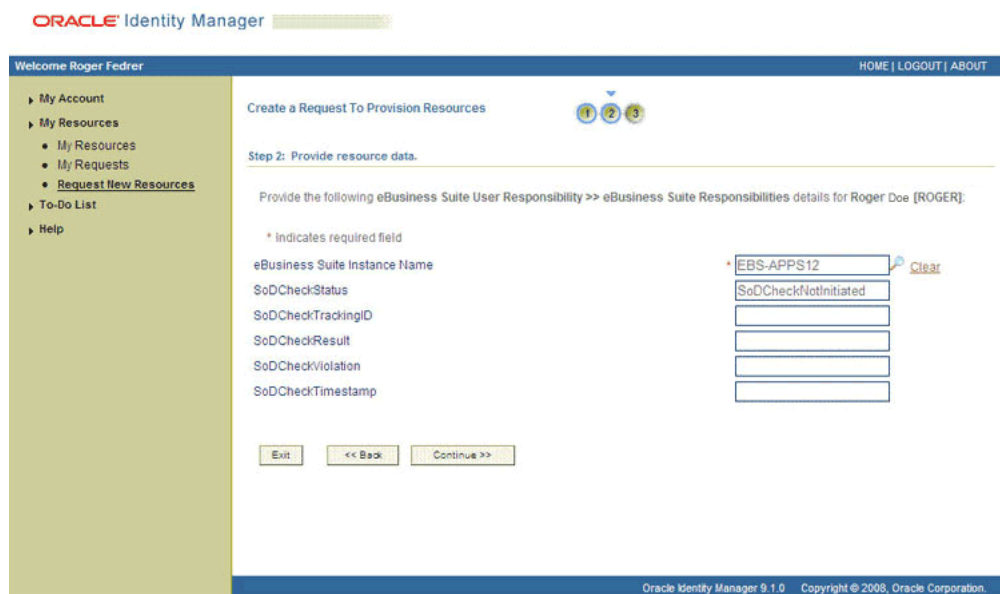 ORACLE Identity Manager
Welcome Roger Fedrer
HOME | LOGOUT | ABOUT
My Account
My Resources
My Resources
My Requests
Request New Resources
To-Do List
Help
Create a Request To Provision Resources
1 2 3
Step 2: Provide resource data.
Provide the following eBusiness Suite User Responsibility >> eBusiness Suite Responsibilities details for Roger Doe [ROGER]:
* Indicates required field
eBusiness Suite Instance Name * EBS-APPS12 Clear
SoDCheckStatus SoDCheckNotInitiated
SoDCheckTrackingID
SoDCheckResult
SoDCheckViolation
SoDCheckTimestamp
Exit << Back Continue >>
Oracle Identity Manager 9.1.0 Copyright © 2008, Oracle Corporation.